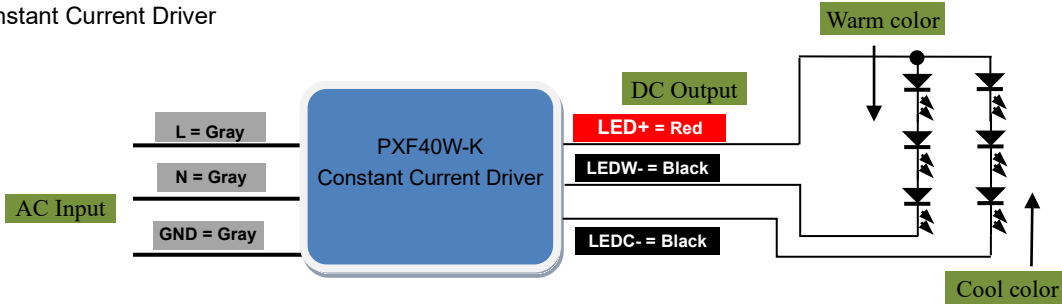 nstant Current Driver
Warm color
DC Output
LED+ = Red
L = Gray
PXF40W-K
Constant Current Driver
LEDW- = Black
N = Gray
AC Input
GND = Gray
LEDC- = Black
Cool color